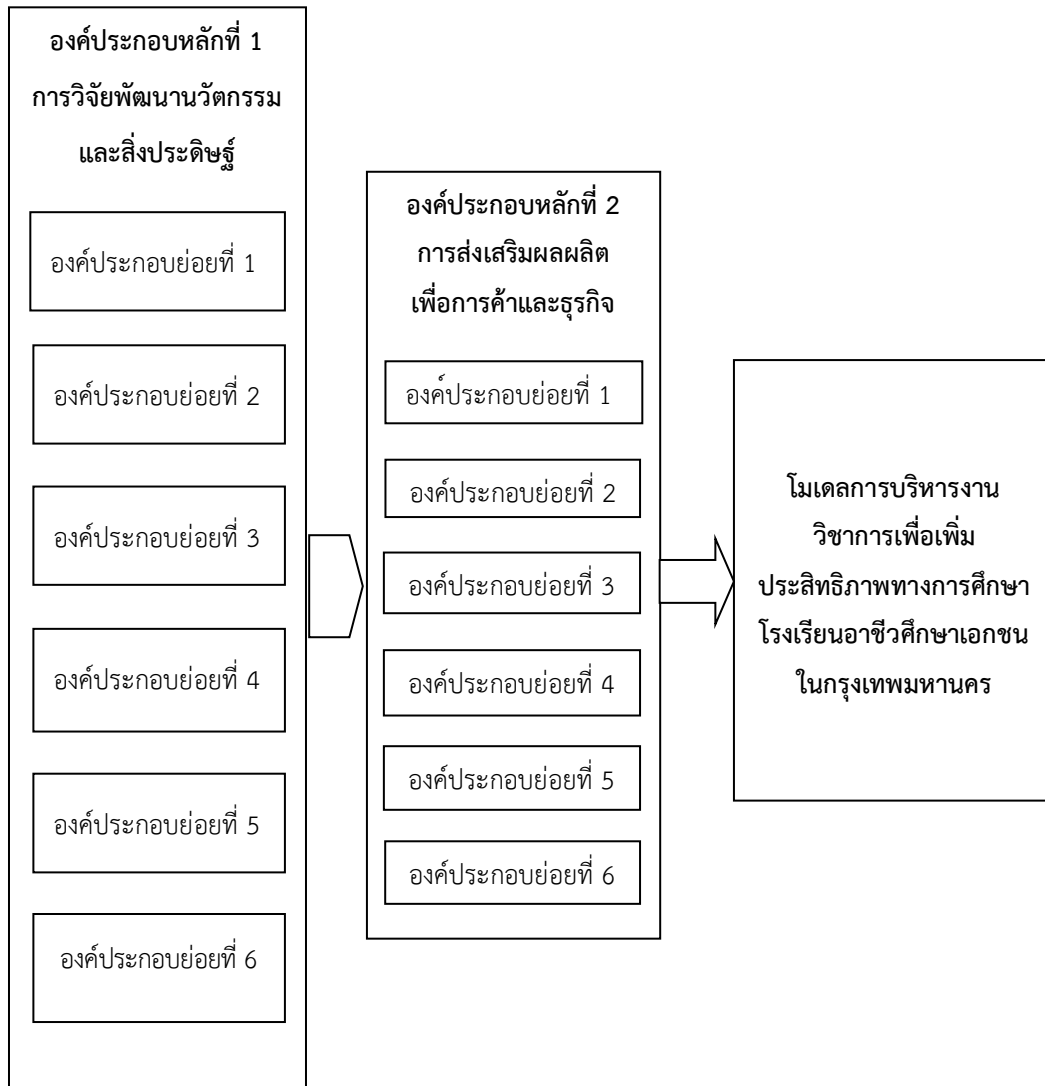 องค์ประกอบหลักที่ 1
การวิจัยพัฒนานวัตกรรม
และสิ่งประดิษฐ์
องค์ประกอบย่อยที่ 1
องค์ประกอบย่อยที่ 2
องค์ประกอบย่อยที่ 3
องค์ประกอบย่อยที่ 4
องค์ประกอบย่อยที่ 5
องค์ประกอบย่อยที่ 6
องค์ประกอบหลักที่ 2
การส่งเสริมผลผลิต
เพื่อการค้าและธุรกิจ
องค์ประกอบย่อยที่ 1
องค์ประกอบย่อยที่ 2
องค์ประกอบย่อยที่ 3
องค์ประกอบย่อยที่ 4
องค์ประกอบย่อยที่ 5
องค์ประกอบย่อยที่ 6
โมเดลการบริหารงาน
วิชาการเพื่อเพิ่ม
ประสิทธิภาพทางการศึกษา
โรงเรียนอาชีวศึกษาเอกชน
ในกรุงเทพมหานคร